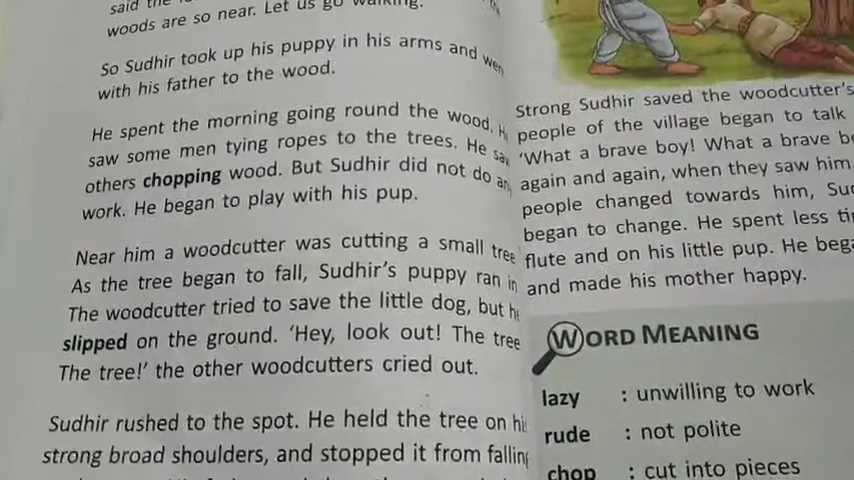 said the
woods are so near. Let us go walking.
So Sudhir took up his puppy in his arms and
with his father to the wood.
He spent the morning going round the wood.
saw some men tying ropes to the trees. He
others chopping wood. But Sudhir did not do
work. He began to play with his pup.
Near him a woodcutter was cutting a small tree
As the tree began to fall, Sudhir's puppy ran in
The woodcutter tried to save the little dog, but he
slipped on the ground. 'Hey, look out! The tree
The tree!' the other woodcutters cried out.
Sudhir rushed to the spot. He held the tree on
strong broad shoulders, and stopped it from
Strong Sudhir saved the woodcutter's
people of the village began to talk
'What a brave boy! What a brave
again and again, when they saw him
people changed towards him,
began to change. He spent less
flute and on his little pup. He
and made his mother happy.
WORD MEANING
lazy : unwilling to work
rude : not polite
chop : cut into pieces